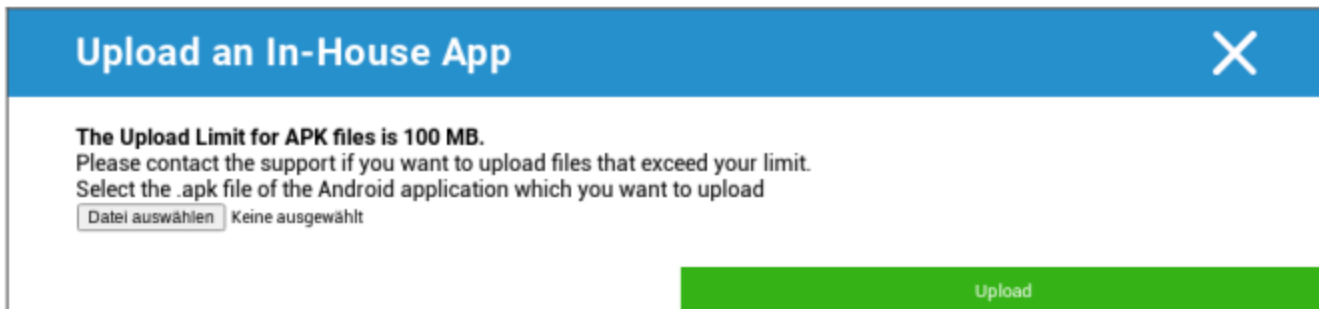 Upload an In-House App
The Upload Limit for APK files is 100 MB.
Please contact the support if you want to upload files that exceed your limit.
Select the .apk file of the Android application which you want to upload
Datei auswählen Keine ausgewählt
Upload